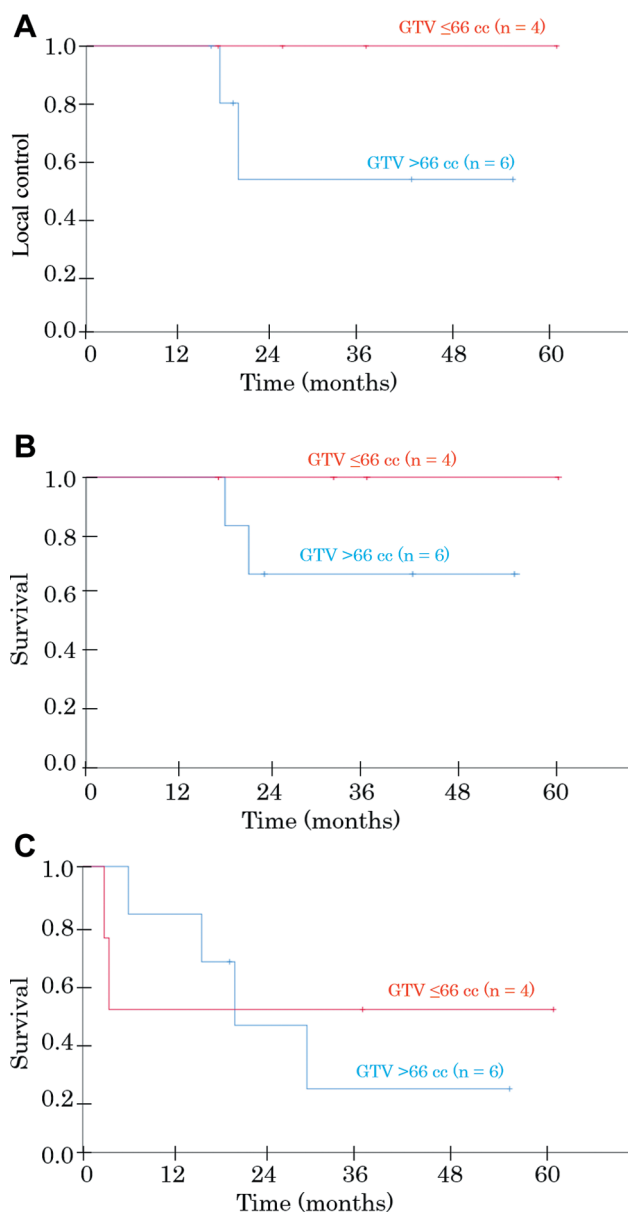 A
GTV ≤66 cc (n = 4)
1.0
0.8
GTV >66 cc (n = 6)
0.6
0.4
0.2
0.0
Local control
0 12 24 36 48 60
Time (months)
B
GTV ≤66 cc (n = 4)
1.0
0.8
GTV >66 cc (n = 6)
0.6
0.4
0.2
0.0
Survival
0 12 24 36 48 60
Time (months)
C
1.0
0.8
0.6
GTV ≤66 cc (n = 4)
0.4
GTV >66 cc (n = 6)
0.2
0.0
Survival
0 12 24 36 48 60
Time (months)